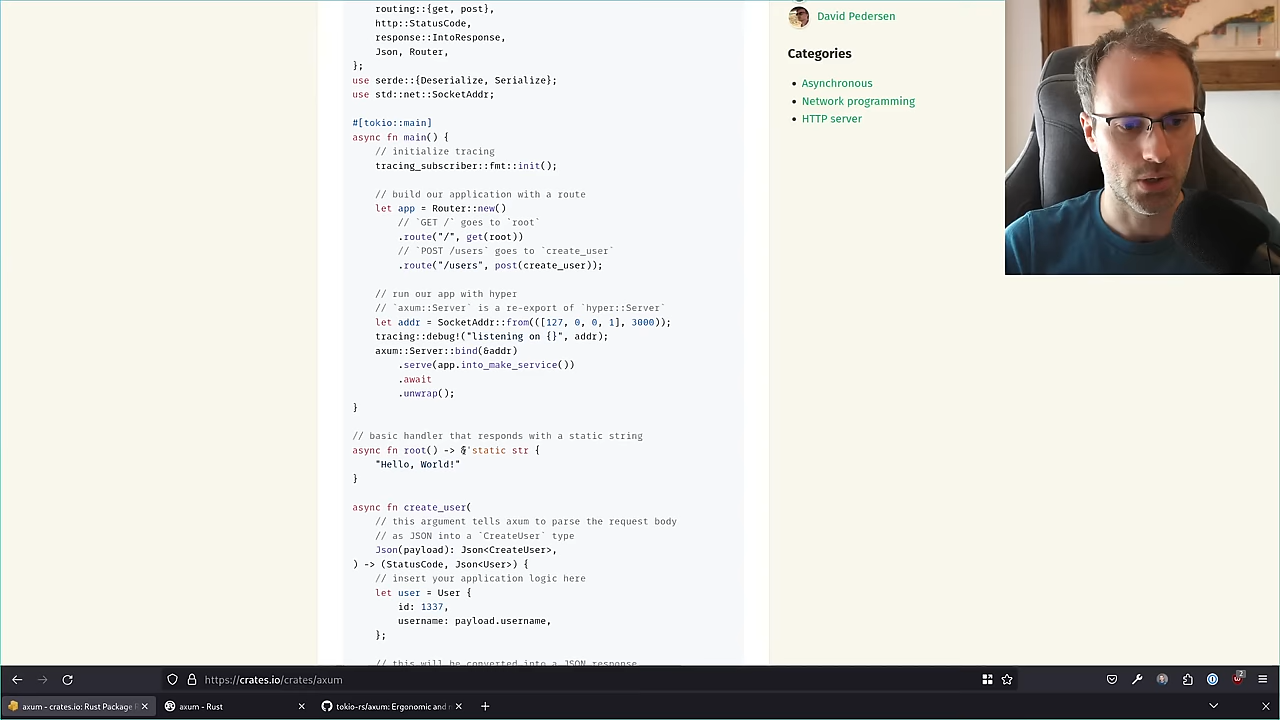 routing::{get, post},
http::StatusCode,
response::IntoResponse,
Json, Router,
};
use serde::{Deserialize, Serialize};
use std::net::SocketAddr;
#[tokio::main]
async fn main() {
// initialize tracing
tracing_subscriber::fmt::init();
// build our application with a route
let app = Router::new()
// `GET /` goes to `root`
.route("/", get(root))
// `POST /users` goes to `create_user`
.route("/users", post(create_user));
// run our app with hyper
// `axum::Server` is a re-export of `hyper::Server`
let addr = SocketAddr::from(([127, 0, 0, 1], 3000));
tracing::debug!("listening on {}", addr);
axum::Server::bind(&addr)
.serve(app.into_make_service())
.await
.unwrap();
}
// basic handler that responds with a static string
async fn root() -> &'static str {
"Hello, World!"
}
async fn create_user(
// this argument tells axum to parse the request body
// as JSON into a `CreateUser` type
Json(payload): Json<CreateUser>,
) -> (StatusCode, Json<User>) {
// insert your application logic here
let user = User {
id: 1337,
username: payload.username,
};
// this will be converted into a JSON response
David Pedersen
Categories
Asynchronous
Network programming
HTTP server
https://crates.io/crates/axum
2
axum - crates.io: Rust Package
axum - Rust
tokio-rs/axum: Ergonomic and